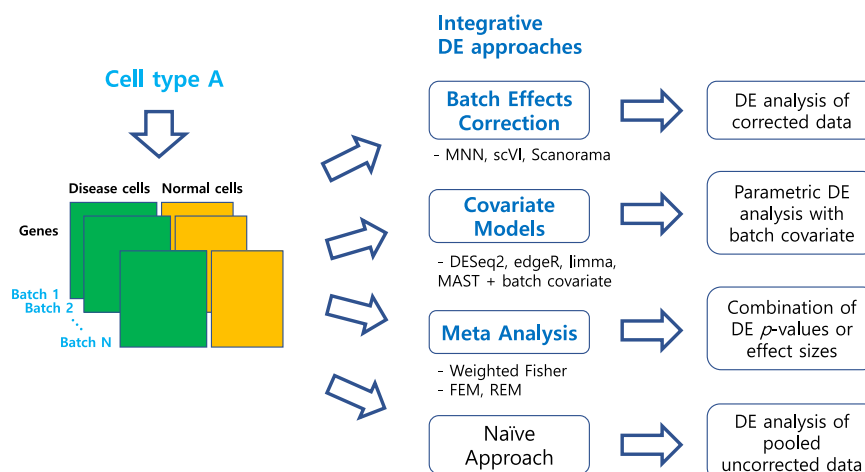 Integrative
DE approaches
Cell type A
Disease cells Normal cells
Genes
Batch 1
Batch 2
Batch N
Batch Effects
Correction
- MNN, scVI, Scanorama
DE analysis of
corrected data
Covariate
Models
- DESeq2, edgeR, limma,
MAST + batch covariate
Parametric DE
analysis with
batch covariate
Meta Analysis
- Weighted Fisher
- FEM, REM
Combination of
DE p-values or
effect sizes
Naïve
Approach
DE analysis of
pooled
uncorrected data